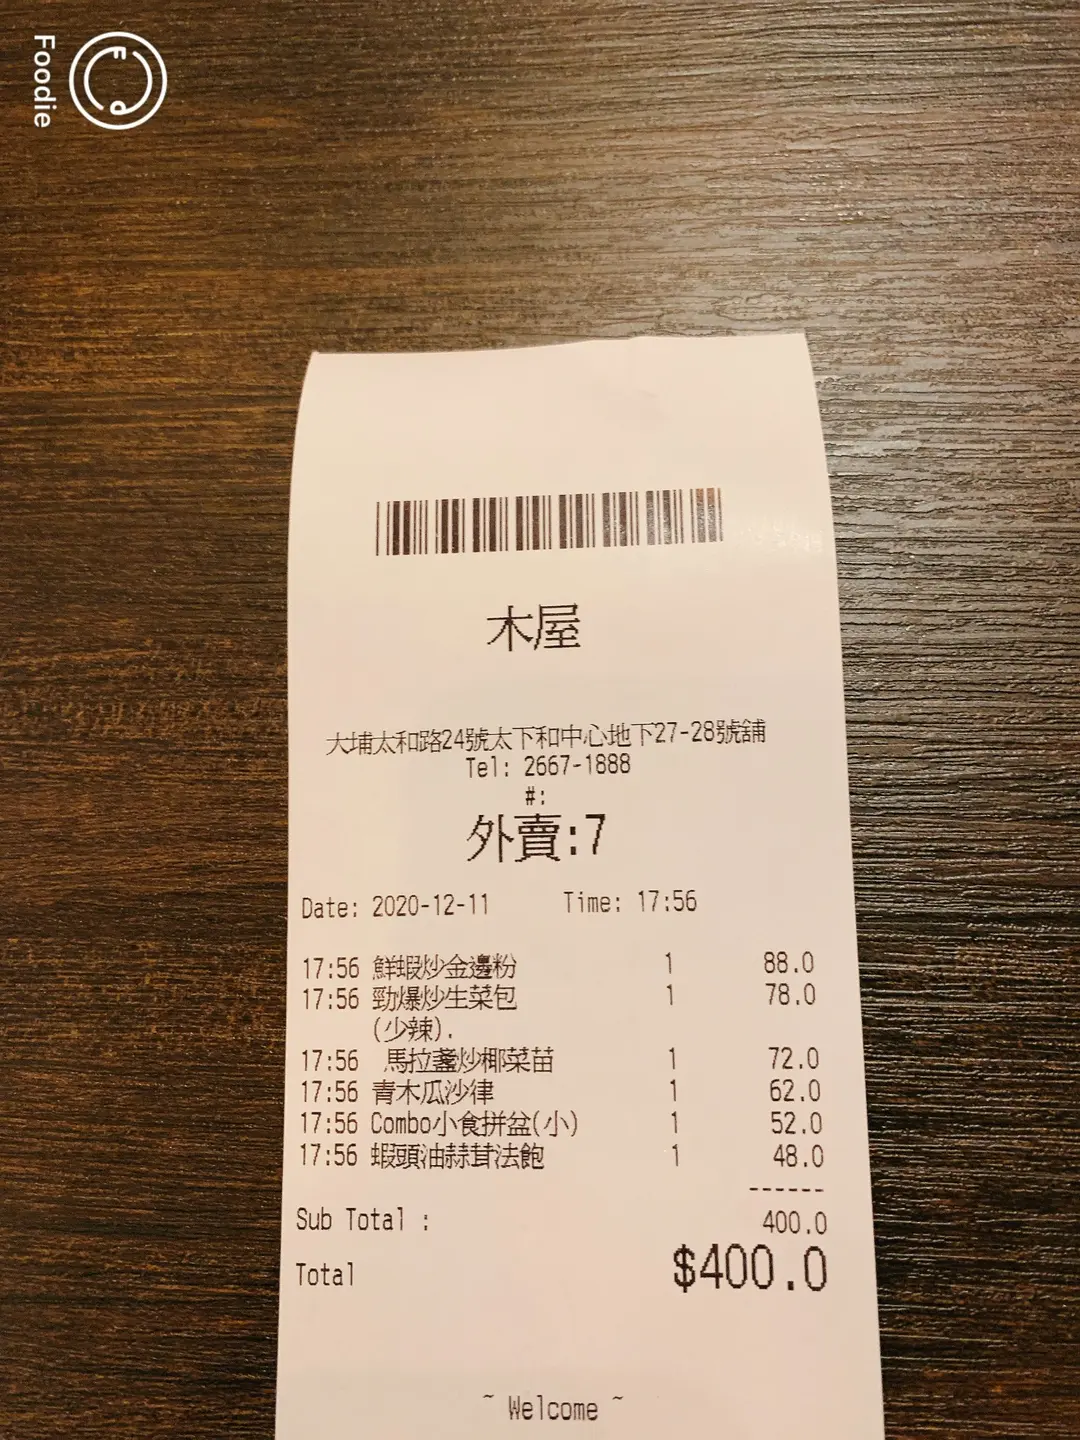 Foodie
木屋
大埔太和路24號太下和中心地下27-28號舖
Tel: 2667-1888
#:
外賣:7
Date: 2020-12-11 Time: 17:56
17:56 鮮蝦炒金邊粉 1 88.0
17:56 勁爆炒生菜包 1 78.0
(少辣).
17:56 馬拉盞炒椰菜苗 1 72.0
17:56 青木瓜沙律 1 62.0
17:56 Combo小食拼盆(小) 1 52.0
17:56 蝦頭油蒜茸法飽 1 48.0
------
Sub Total : 400.0
Total $400.0
~ Welcome ~